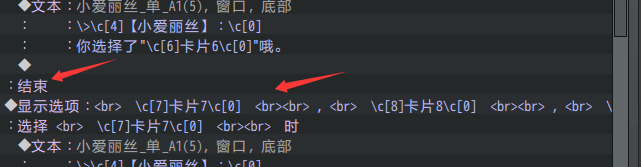 ◆文本：小爱丽丝_单_A1(5), 窗口, 底部
：　　：\>\c[4]【小爱丽丝】：\c[0]
：　　：你选择了"\c[6]卡片6\c[0]"哦。
◆
：结束
◆显示选项：<br>　\c[7]卡片7\c[0]　<br><br> , <br>　\c[8]卡片8\c[0]　<br><br> , <br>　\
：选择 <br>　\c[7]卡片7\c[0]　<br><br>　时
◆文本：小爱丽丝_单_A1(5), 窗口, 底部
：　　：\>\c[4]【小爱丽丝】：\c[0]